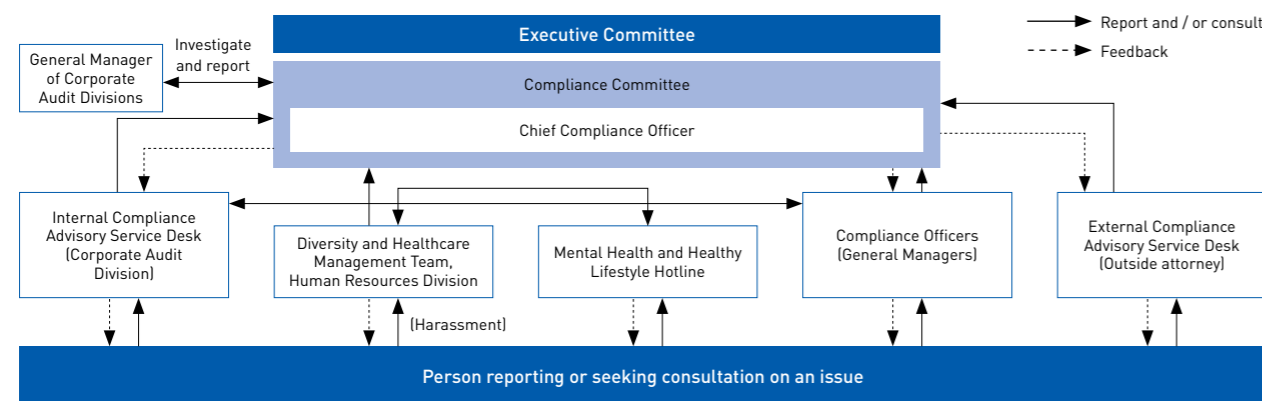 Executive Committee
Report and / or consult
Feedback
Investigate
and report
General Manager
of Corporate
Audit Divisions
Compliance Committee
Chief Compliance Officer
Internal Compliance
Advisory Service Desk
(Corporate Audit
Division)
Diversity and Healthcare
Management Team,
Human Resources Division
Mental Health and Healthy
Lifestyle Hotline
Compliance Officers
(General Managers)
External Compliance
Advisory Service Desk
(Outside attorney)
(Harassment)
Person reporting or seeking consultation on an issue